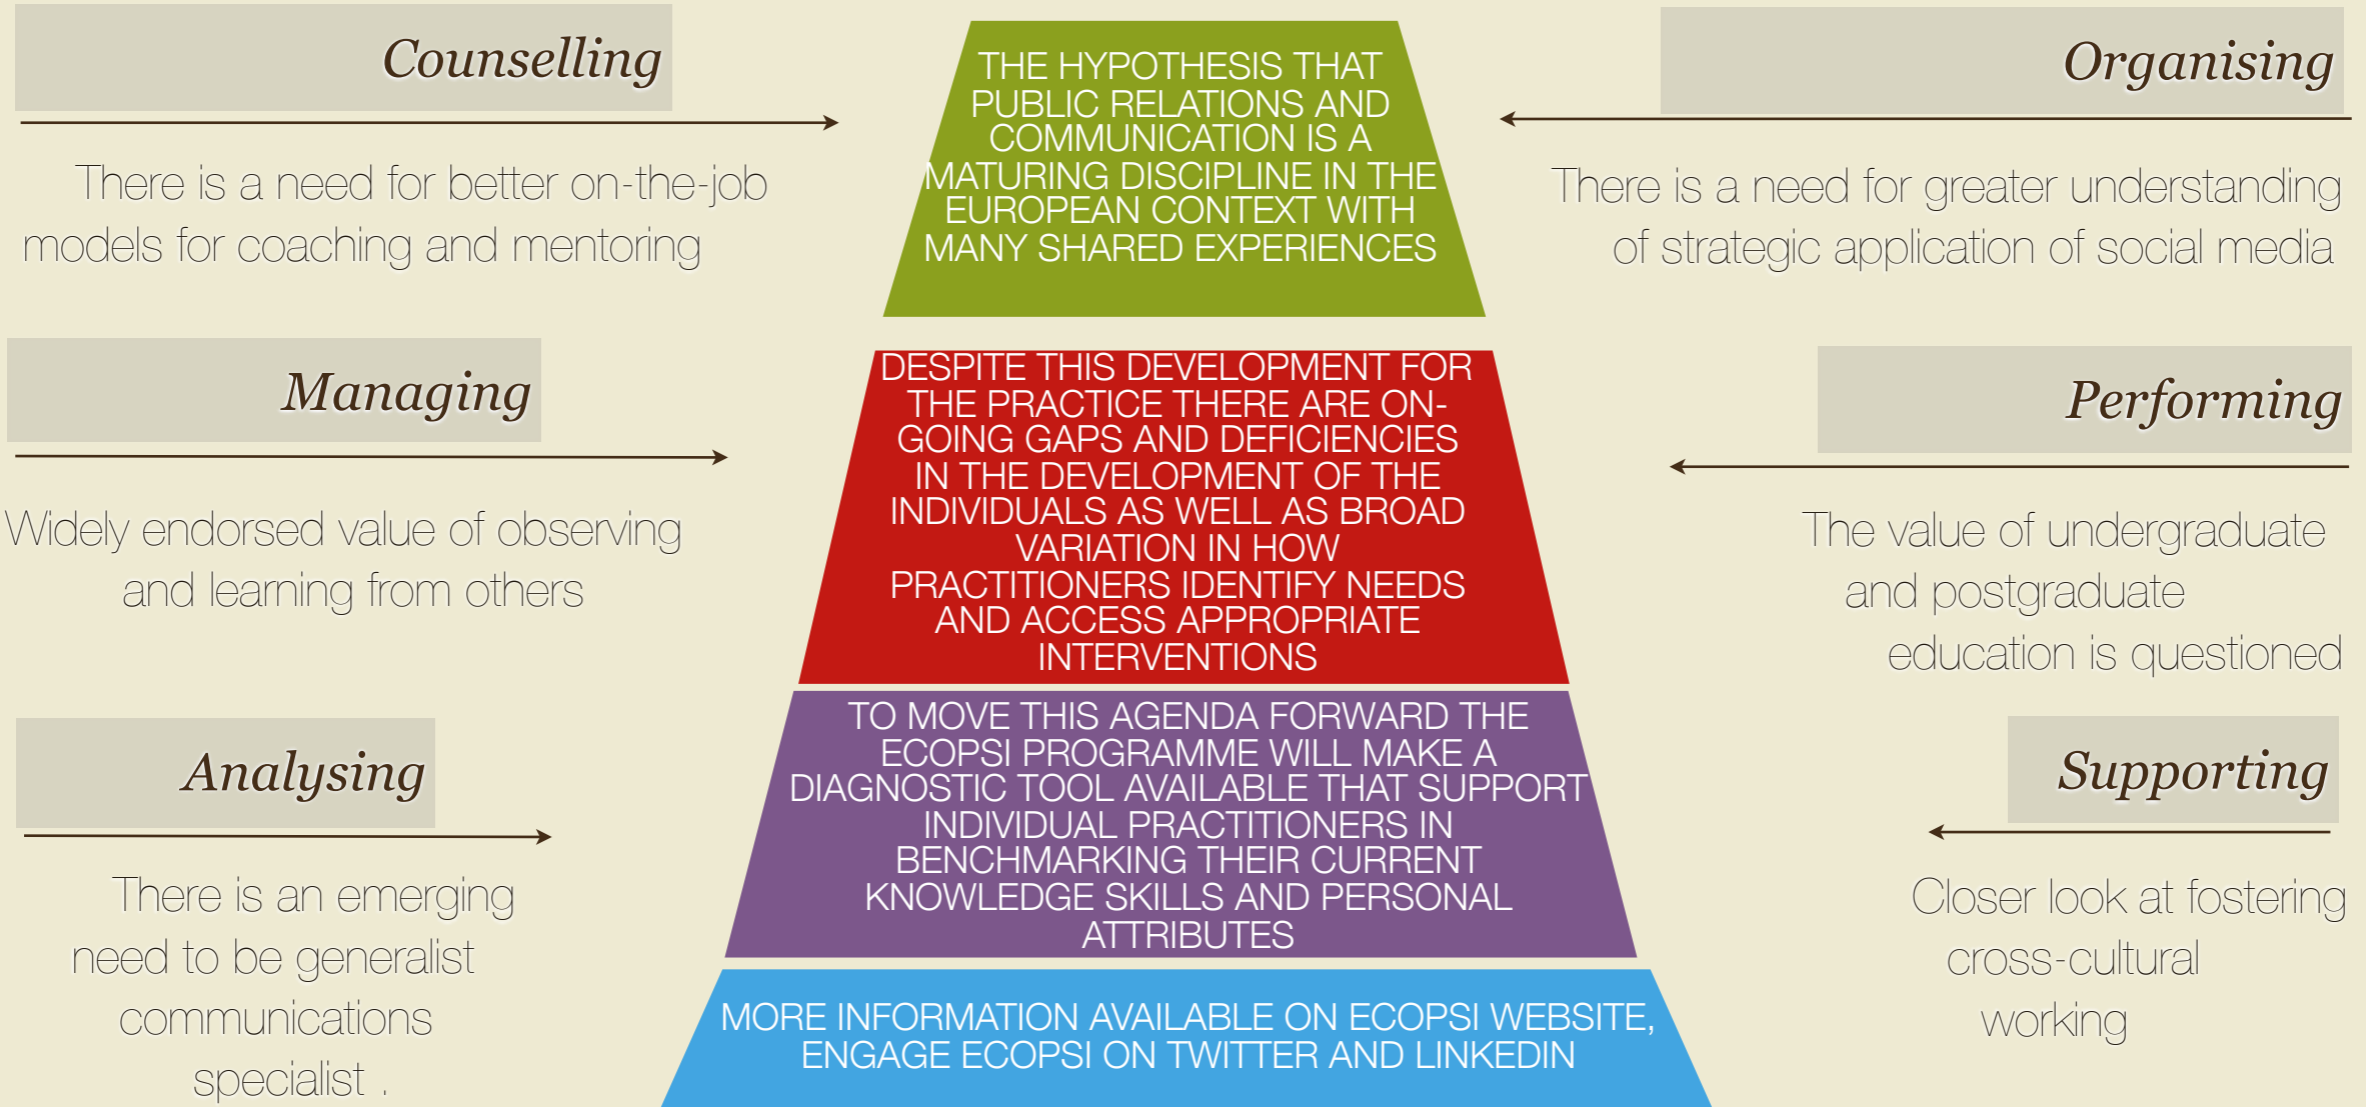 Counselling
There is a need for better on-the-job
models for coaching and mentoring
Managing
Widely endorsed value of observing
and learning from others
Analysing
There is an emerging
need to be generalist
communications
specialist .
THE HYPOTHESIS THAT
PUBLIC RELATIONS AND
COMMUNICATION IS A
MATURING DISCIPLINE IN THE
EUROPEAN CONTEXT WITH
MANY SHARED EXPERIENCES
DESPITE THIS DEVELOPMENT FOR
THE PRACTICE THERE ARE ON-
GOING GAPS AND DEFICIENCIES
IN THE DEVELOPMENT OF THE
INDIVIDUALS AS WELL AS BROAD
VARIATION IN HOW
PRACTITIONERS IDENTIFY NEEDS
AND ACCESS APPROPRIATE
INTERVENTIONS
TO MOVE THIS AGENDA FORWARD THE
ECOPSI PROGRAMME WILL MAKE A
DIAGNOSTIC TOOL AVAILABLE THAT SUPPORT
INDIVIDUAL PRACTITIONERS IN
BENCHMARKING THEIR CURRENT
KNOWLEDGE SKILLS AND PERSONAL
ATTRIBUTES
MORE INFORMATION AVAILABLE ON ECOPSI WEBSITE,
ENGAGE ECOPSI ON TWITTER AND LINKEDIN
Organising
There is a need for greater understanding
of strategic application of social media
Performing
The value of undergraduate
and postgraduate
education is questioned
Supporting
Closer look at fostering
cross-cultural
working